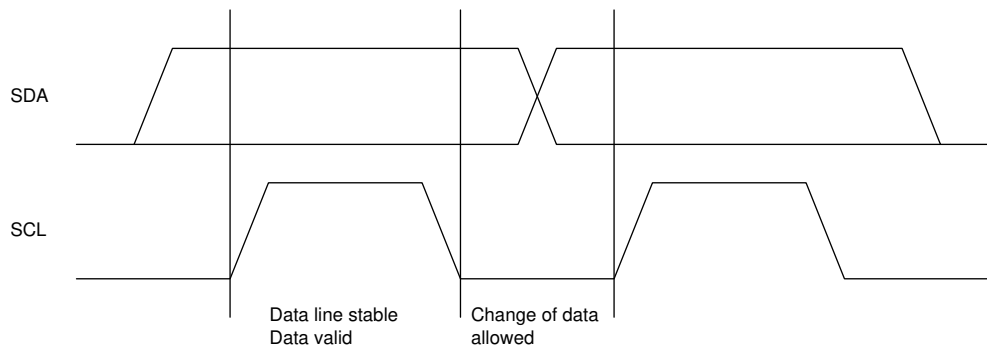 SDA
SCL
Data line stable
Data valid
Change of data
allowed